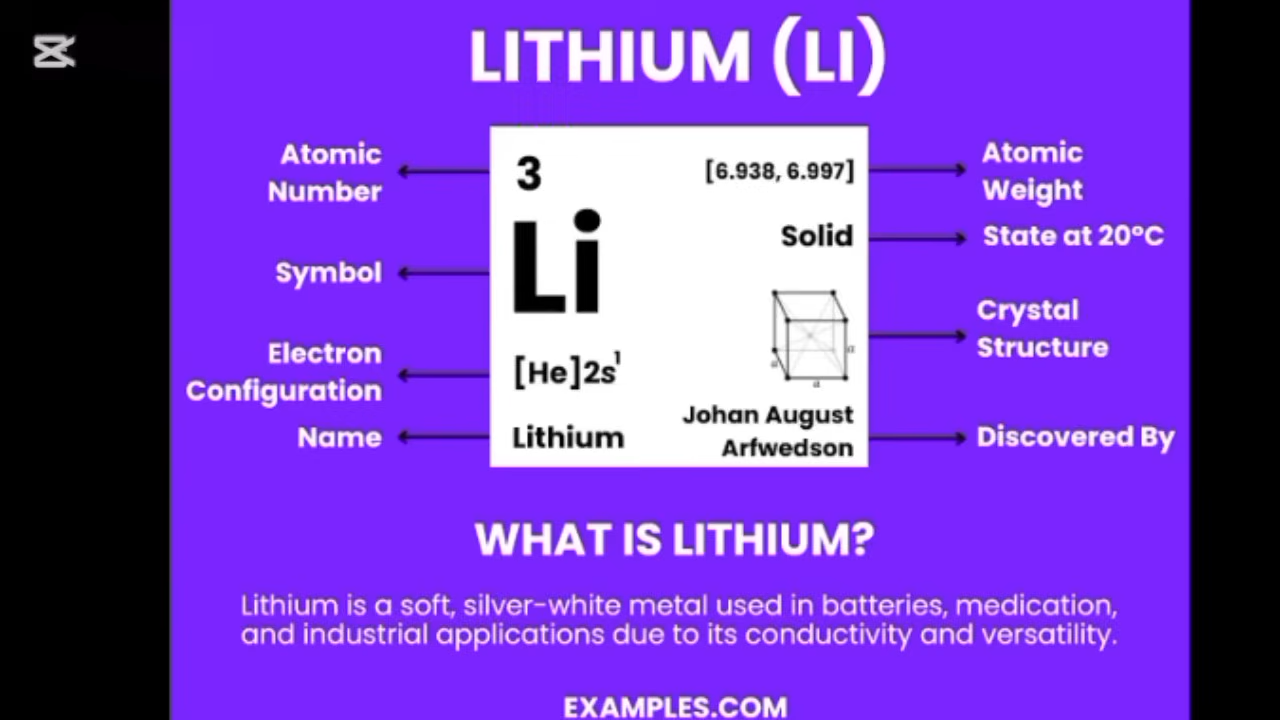 LITHIUM (LI)
Atomic
Number
3
[6.938, 6.997]
Atomic
Weight
Symbol
Li
Solid
State at 20°C
Electron
Configuration
[He]2s¹
Crystal
Structure
a
a
a
Name
Lithium
Johan August
Arfwedson
Discovered By
WHAT IS LITHIUM?
Lithium is a soft, silver-white metal used in batteries, medication,
and industrial applications due to its conductivity and versatility.
EXAMPLES.COM